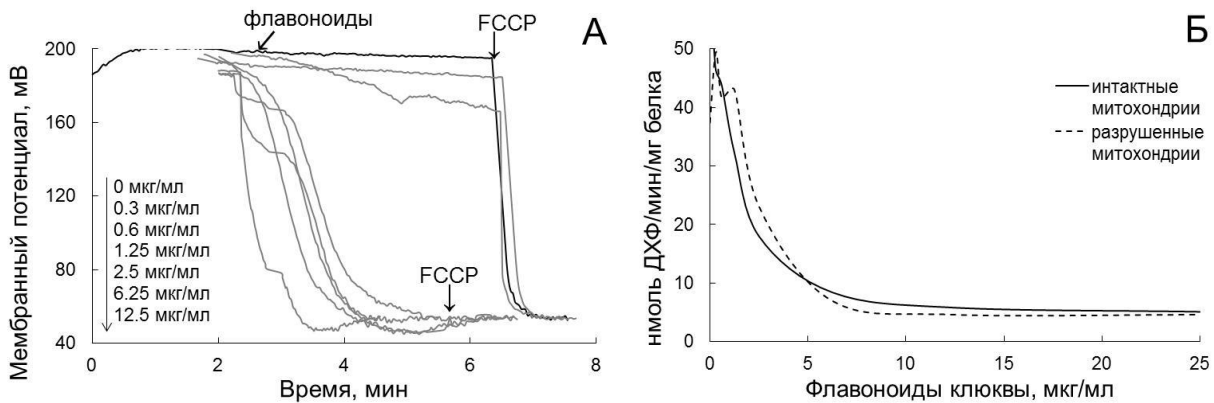 А
Мембранный потенциал, мВ
200
160
120
80
40
0
2
4
6
8
Время, мин
флавоноиды
FCCP
FCCP
0 мкг/мл
0.3 мкг/мл
0.6 мкг/мл
1.25 мкг/мл
2.5 мкг/мл
6.25 мкг/мл
12.5 мкг/мл
Б
нмоль ДХФ/мин/мг белка
50
40
30
20
10
0
0
5
10
15
20
25
Флавоноиды клюквы, мкг/мл
интактные
митохондрии
разрушенные
митохондрии